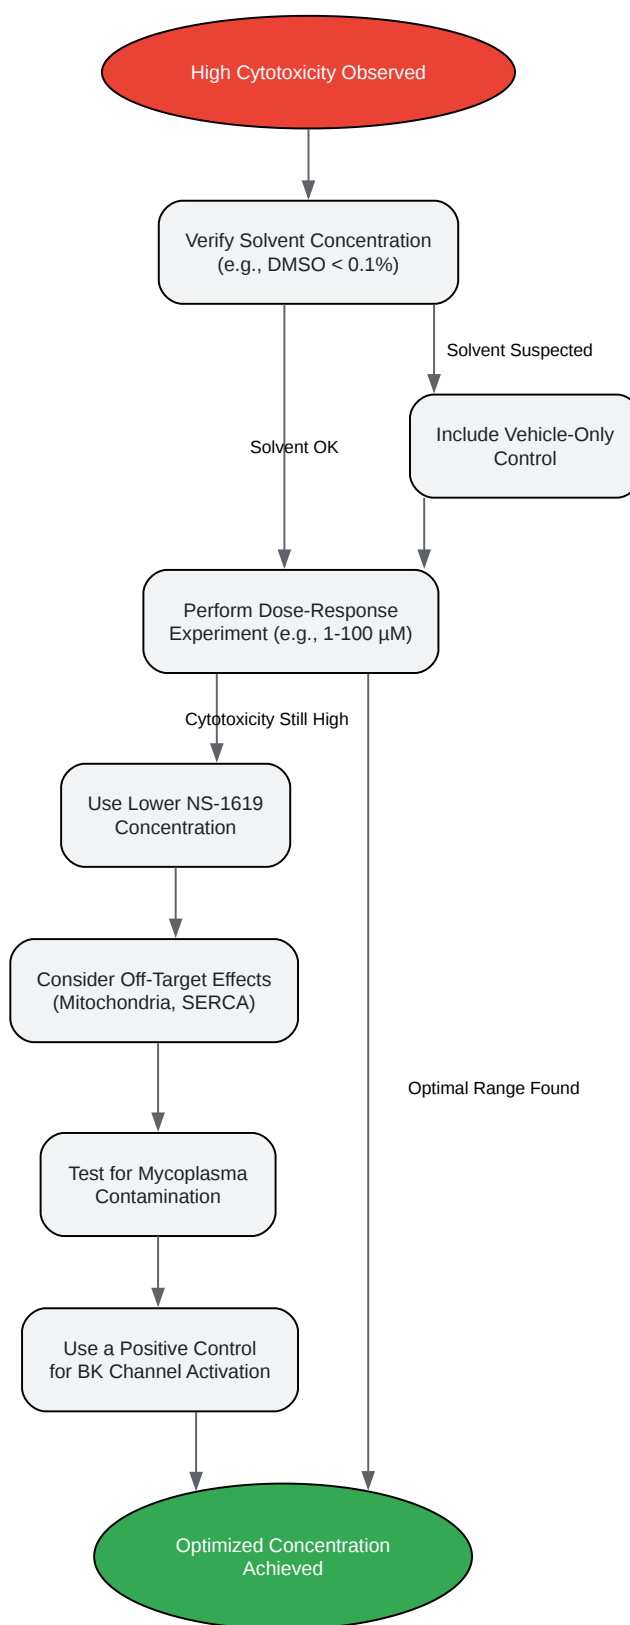 High Cytotoxicity Observed
Verify Solvent Concentration
(e.g., DMSO < 0.1%)
Solvent Suspected
Include Vehicle-Only
Control
Solvent OK
Perform Dose-Response
Experiment (e.g., 1-100 µM)
Cytotoxicity Still High
Use Lower NS-1619
Concentration
Consider Off-Target Effects
(Mitochondria, SERCA)
Optimal Range Found
Test for Mycoplasma
Contamination
Use a Positive Control
for BK Channel Activation
Optimized Concentration
Achieved